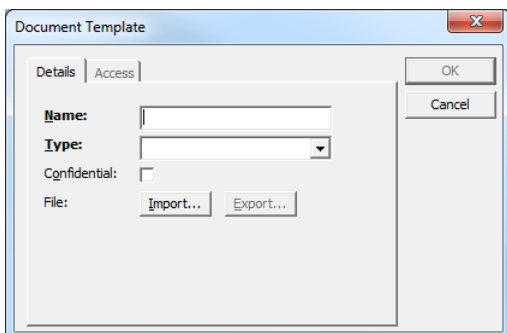 Document Template
Details Access
OK
Cancel
Name:
Type:
Confidential:
File: Import... Export...